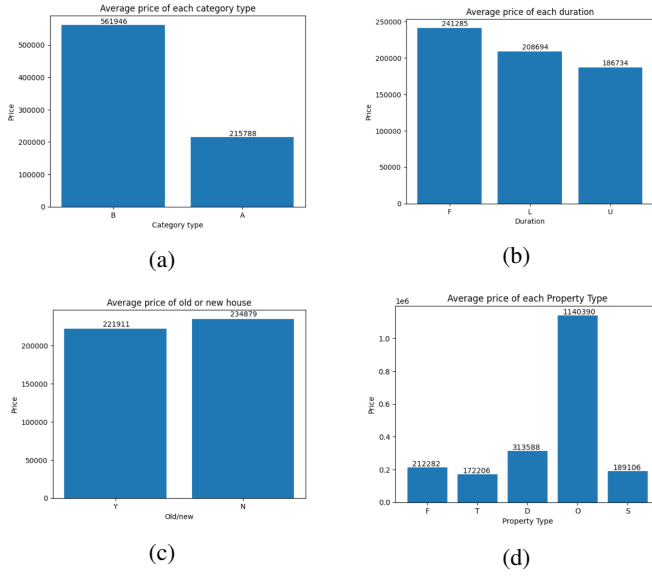 Average price of each category type
561946
215788
500000
400000
300000
200000
100000
0
Price
B A
Category type
(a)
Average price of each duration
241285
208694
186734
250000
200000
150000
100000
50000
0
Price
F L U
Duration
(b)
Average price of old or new house
221911
234879
200000
150000
100000
50000
0
Price
Y N
Old/new
(c)
Average price of each Property Type
1e6
1140390
212282
172206
313588
189106
1.0
0.8
0.6
0.4
0.2
0.0
Price
F T D O S
Property Type
(d)